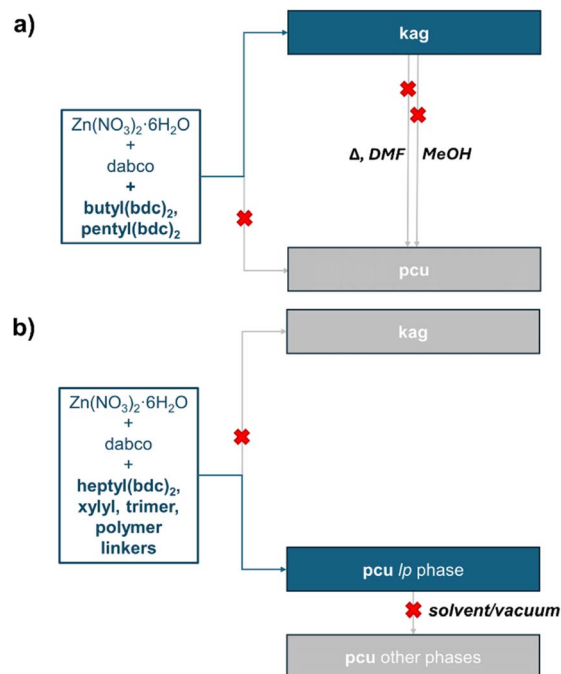 a)
kag
Zn(NO₃)₂·6H₂O
+
dabco
+
butyl(bdc)₂,
pentyl(bdc)₂
Δ, DMF
MeOH
pcu
b)
kag
Zn(NO₃)₂·6H₂O
+
dabco
+
heptyl(bdc)₂,
xylyl, trimer,
polymer
linkers
pcu lp phase
solvent/vacuum
pcu other phases